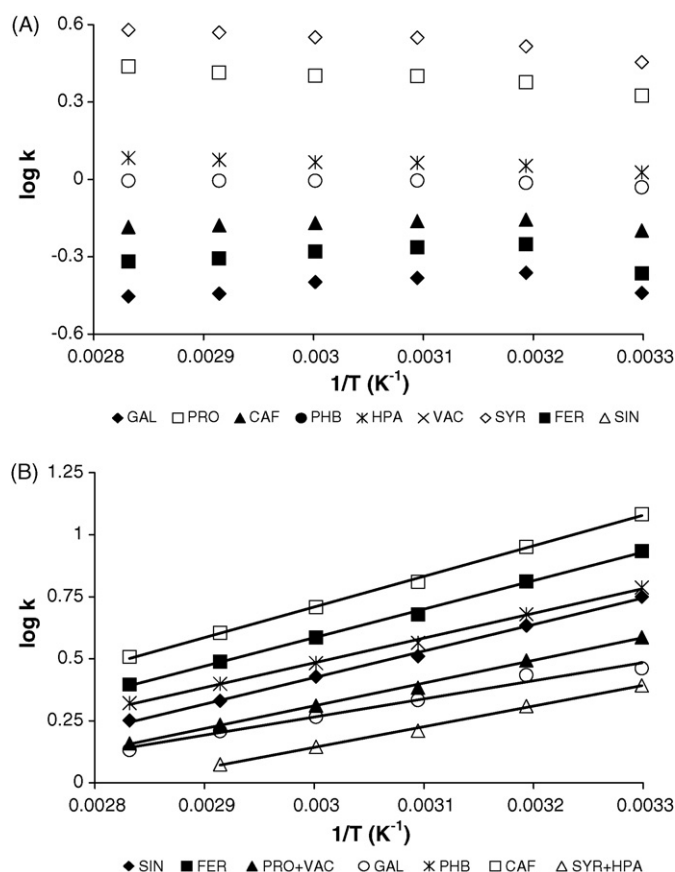 (A)
0.6
0.3
0
-0.3
-0.6
log k
0.0028 0.0029 0.003 0.0031 0.0032 0.0033
1/T (K⁻¹)
GAL PRO CAF PHB HPA VAC SYR FER SIN
(B)
1.25
1
0.75
0.5
0.25
0
log k
0.0028 0.0029 0.003 0.0031 0.0032 0.0033
1/T (K⁻¹)
SIN FER PRO+VAC GAL PHB CAF SYR+HPA